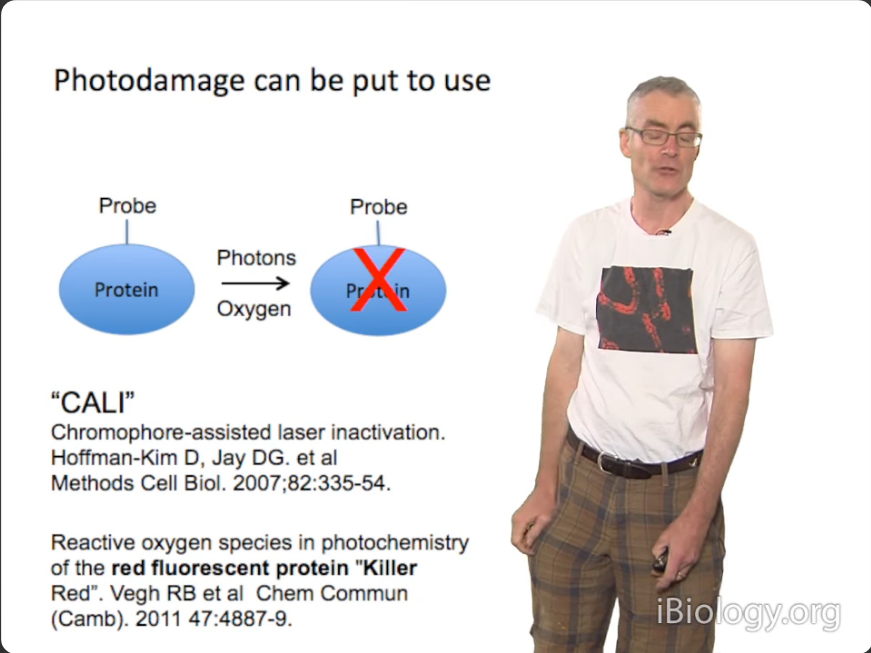 Photodamage can be put to use
Probe
Probe
Protein
Photons
Oxygen
Protein
X
“CALI”
Chromophore-assisted laser inactivation.
Hoffman-Kim D, Jay DG. et al
Methods Cell Biol. 2007;82:335-54.
Reactive oxygen species in photochemistry
of the red fluorescent protein "Killer
Red”. Vegh RB et al  Chem Commun
(Camb). 2011 47:4887-9.
iBiology.org